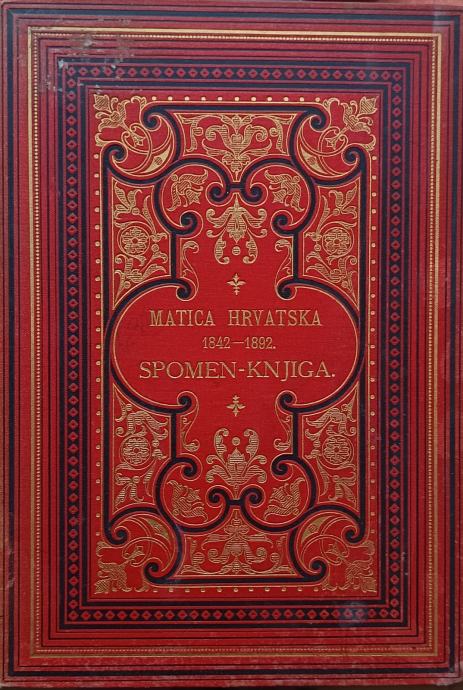 MATICA HRVATSKA
1842—1892.
SPOMEN-KNJIGA.